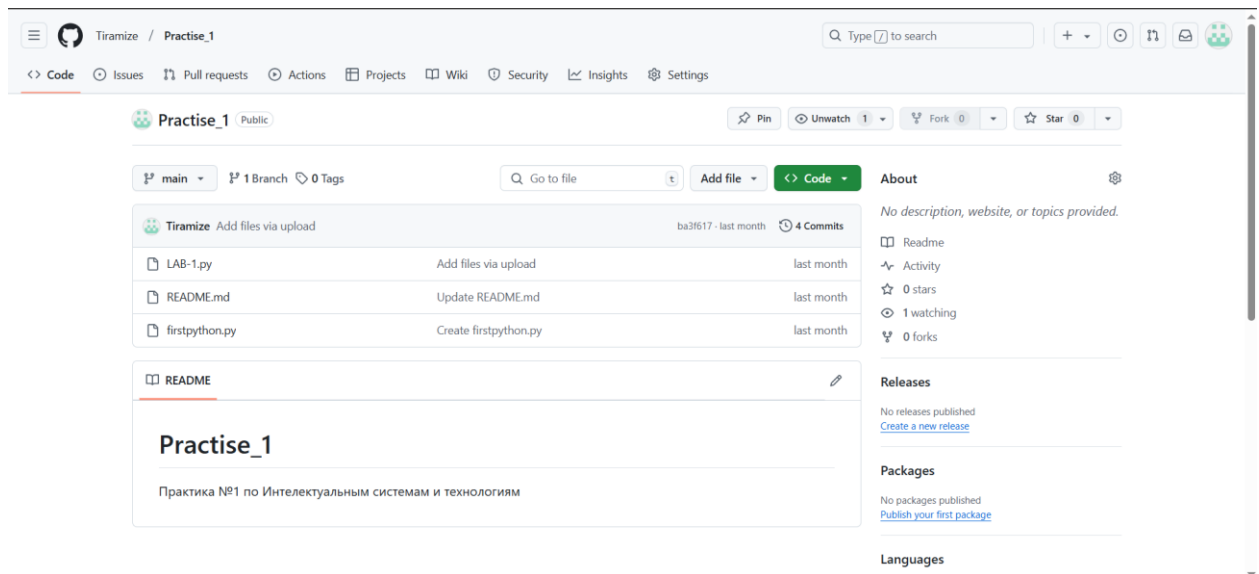 Tiramize / Practise_1
Type / to search
Code Issues Pull requests Actions Projects Wiki Security Insights Settings
Practise_1 Public
Pin Unwatch 1 Fork 0 Star 0
main 1 Branch 0 Tags Go to file t Add file Code
Tiramize Add files via upload ba3f617 · last month 4 Commits
LAB-1.py Add files via upload last month
README.md Update README.md last month
firstpython.py Create firstpython.py last month
README
Practise_1
Практика №1 по Интелектуальным системам и технологиям
About
No description, website, or topics provided.
Readme
Activity
0 stars
1 watching
0 forks
Releases
No releases published
Create a new release
Packages
No packages published
Publish your first package
Languages